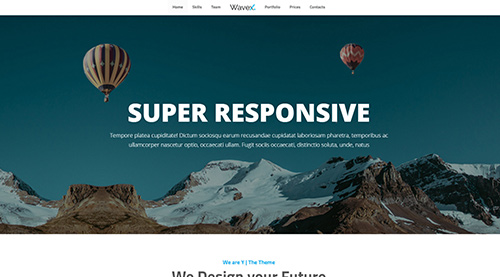 Home Skills Team Wavex Portfolio Prices Contacts
SUPER RESPONSIVE
Tempore platea cupiditate! Dictum sociosqu earum recusandae cupidatat laboriosam pharetra, temporibus ac
ullamcorper nascetur optio, occaecati ullam. Fugit sociis occaecati, distinctio soluta, unde, natus
We are Y | The Theme
We Design your Future